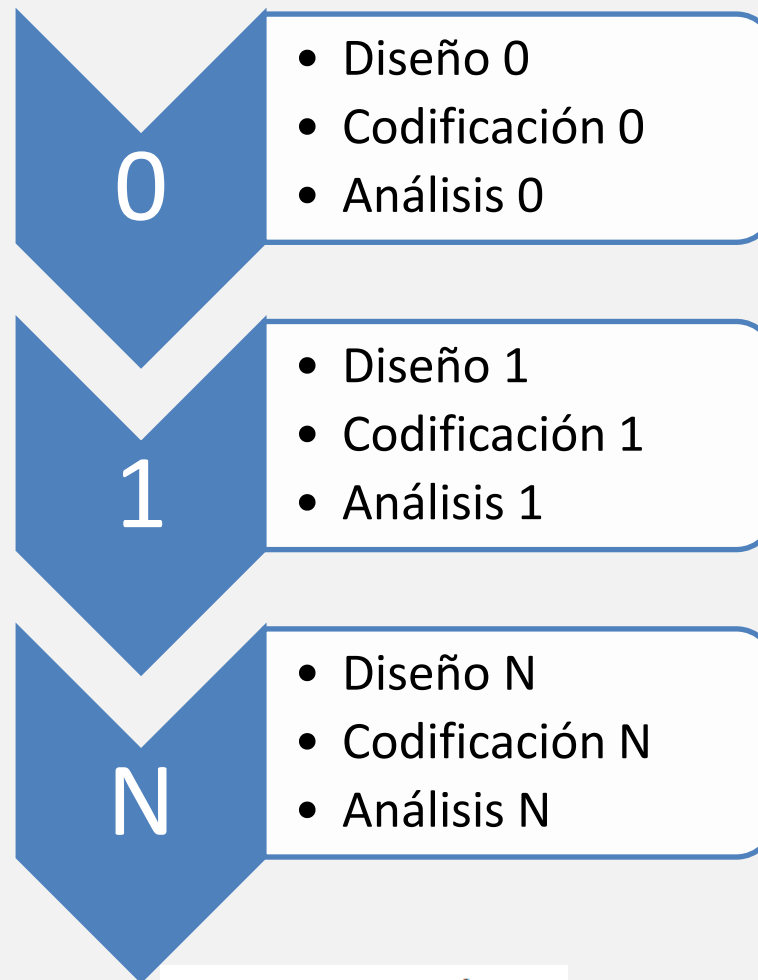 0
• Diseño 0
• Codificación 0
• Análisis 0
1
• Diseño 1
• Codificación 1
• Análisis 1
N
• Diseño N
• Codificación N
• Análisis N